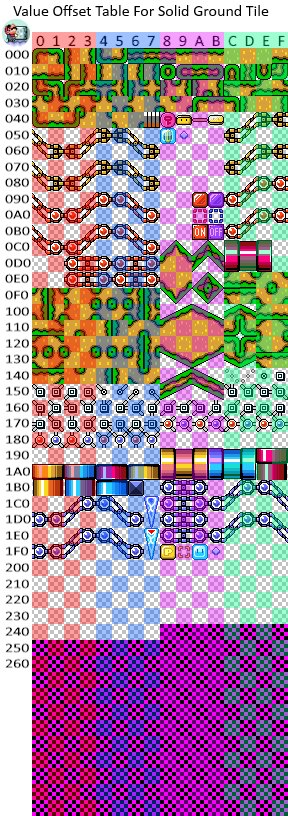 Value Offset Table For Solid Ground Tile
0 1 2 3 4 5 6 7 8 9 A B C D E F
000
010
020
030
040
050
060
070
080
090
0A0
0B0
ON OFF
0C0
0D0
0E0
0F0
100
110
120
130
140
150
160
170
180
190
1A0
1B0
1C0
1D0
1E0
1F0
P
200
210
220
230
240
250
260